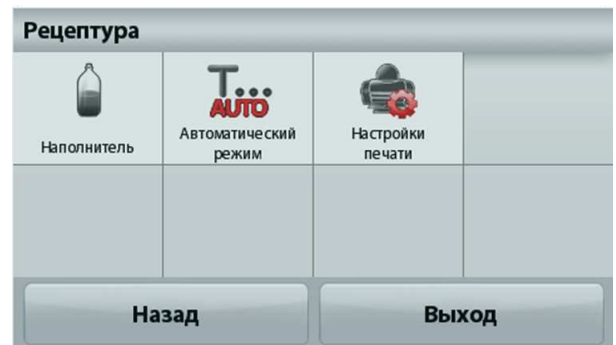 Рецептура
T...
AUTO
Наполнитель
Автоматический
режим
Настройки
печати
Назад
Выход